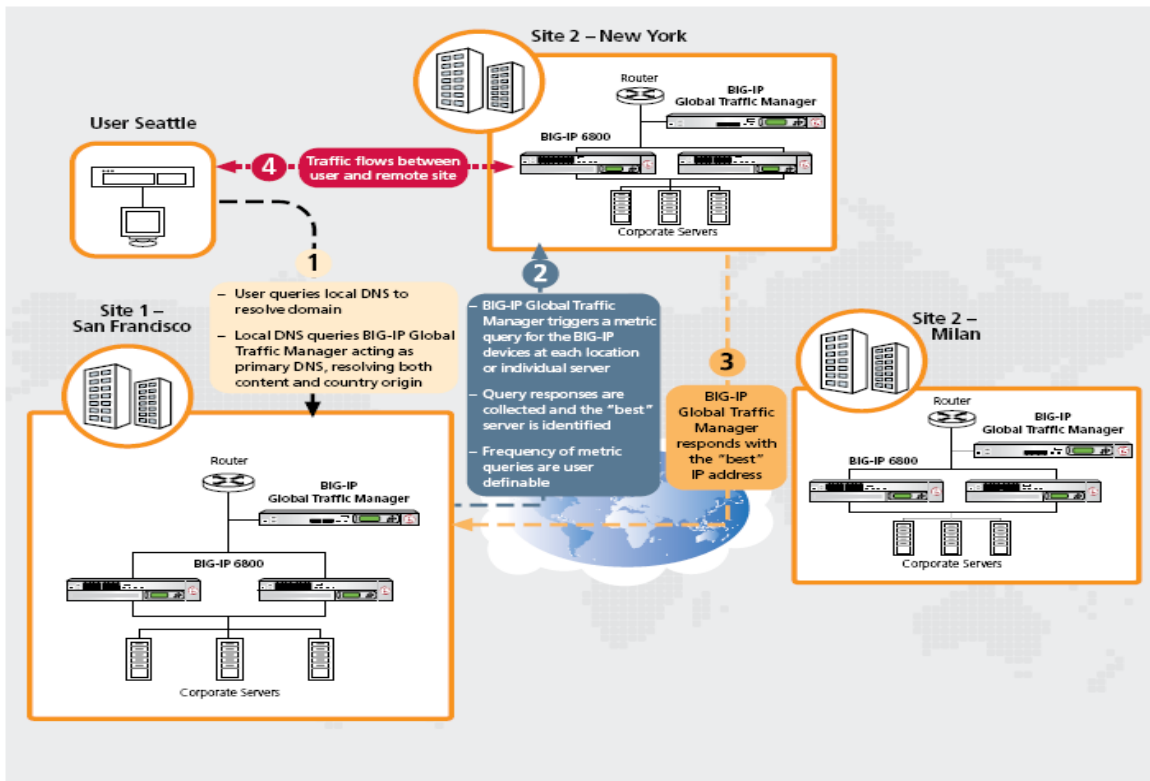 Site 2 – New York
Router
BIG-IP
Global Traffic Manager
BIG-IP 6800
Corporate Servers
User Seattle
4
Traffic flows between
user and remote site
1
– User queries local DNS to
resolve domain
– Local DNS queries BIG-IP Global
Traffic Manager acting as
primary DNS, resolving both
content and country origin
2
– BIG-IP Global Traffic
Manager triggers a metric
query for the BIG-IP
devices at each location
or individual server
– Query responses are
collected and the “best”
server is identified
– Frequency of metric
queries are user
definable
3
BIG-IP
Global Traffic
Manager
responds with
the “best”
IP address
Site 1 –
San Francisco
Router
BIG-IP
Global Traffic Manager
BIG-IP 6800
Corporate Servers
Site 2 –
Milan
Router
BIG-IP
Global Traffic Manager
BIG-IP 6800
Corporate Servers